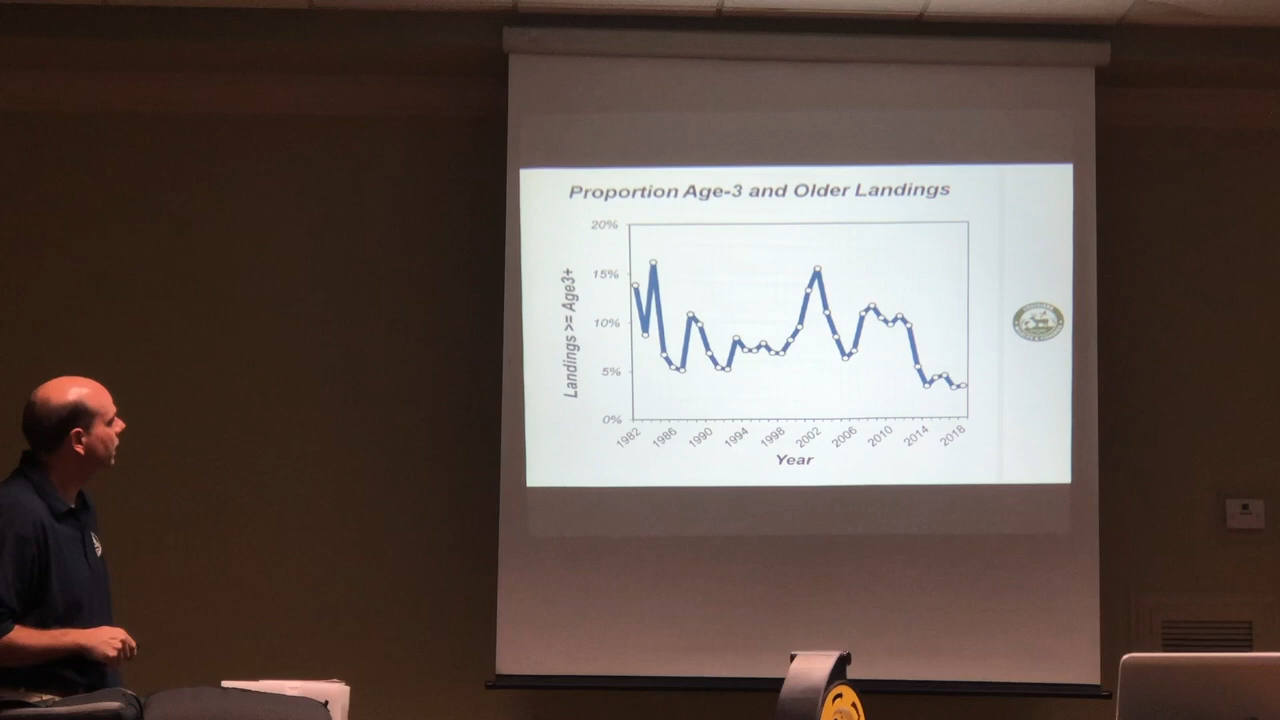 Proportion Age-3 and Older Landings
20%
15%
10%
5%
0%
Landings >= Age3+
1982 1986 1990 1994 1998 2002 2006 2010 2014 2018
Year